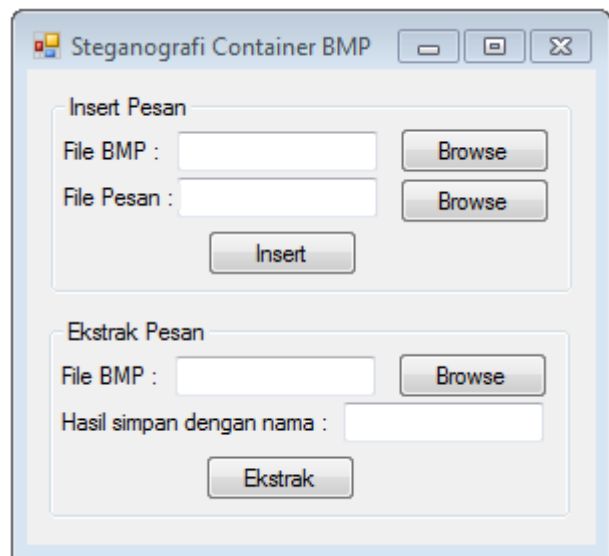 Steganografi Container BMP
Insert Pesan
File BMP : Browse
File Pesan : Browse
Insert
Ekstrak Pesan
File BMP : Browse
Hasil simpan dengan nama :
Ekstrak